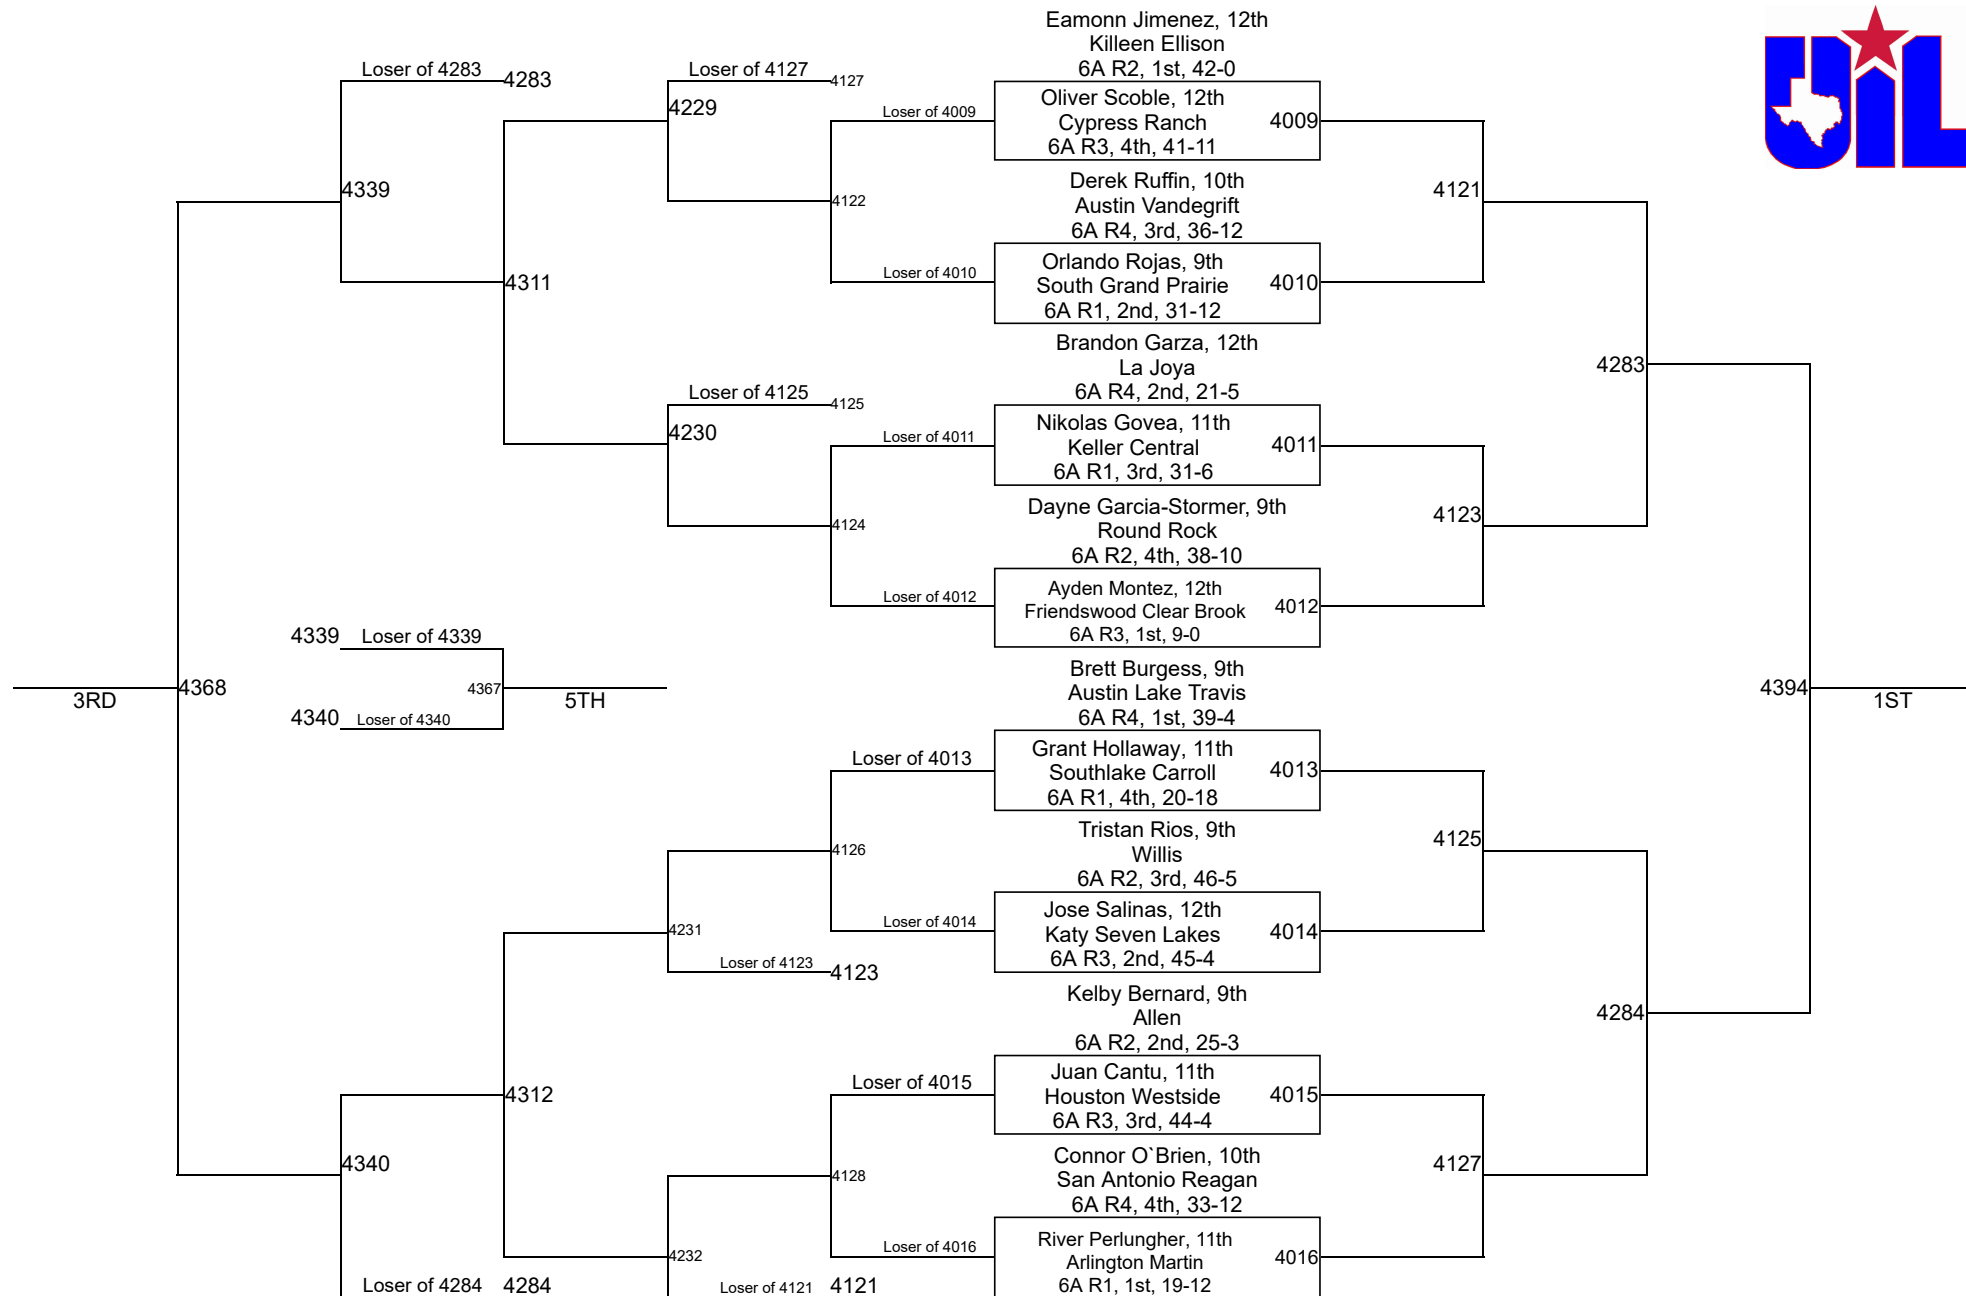 UIL
Eamonn Jimenez, 12th
Killeen Ellison
6A R2, 1st, 42-0
Loser of 4283 4283
Loser of 4127 4127
4229
Loser of 4009
Oliver Scoble, 12th
Cypress Ranch
6A R3, 4th, 41-11
4009
4339
4122
Derek Ruffin, 10th
Austin Vandegrift
6A R4, 3rd, 36-12
4121
4311
Loser of 4010
Orlando Rojas, 9th
South Grand Prairie
6A R1, 2nd, 31-12
4010
Brandon Garza, 12th
La Joya
6A R4, 2nd, 21-5
4283
Loser of 4125 4125
4230
Loser of 4011
Nikolas Govea, 11th
Keller Central
6A R1, 3rd, 31-6
4011
4124
Dayne Garcia-Stormer, 9th
Round Rock
6A R2, 4th, 38-10
4123
Loser of 4012
Ayden Montez, 12th
Friendswood Clear Brook
6A R3, 1st, 9-0
4012
4339 Loser of 4339
3RD
4368
4367
5TH
4340 Loser of 4340
Brett Burgess, 9th
Austin Lake Travis
6A R4, 1st, 39-4
4394
1ST
Loser of 4013
Grant Hollaway, 11th
Southlake Carroll
6A R1, 4th, 20-18
4013
4126
Tristan Rios, 9th
Willis
6A R2, 3rd, 46-5
4125
4231
Loser of 4014
Jose Salinas, 12th
Katy Seven Lakes
6A R3, 2nd, 45-4
4014
Loser of 4123 4123
Kelby Bernard, 9th
Allen
6A R2, 2nd, 25-3
4284
4312
Loser of 4015
Juan Cantu, 11th
Houston Westside
6A R3, 3rd, 44-4
4015
4340
4128
Connor O`Brien, 10th
San Antonio Reagan
6A R4, 4th, 33-12
4127
4232
Loser of 4016
River Perlungher, 11th
Arlington Martin
6A R1, 1st, 19-12
4016
Loser of 4284 4284
Loser of 4121 4121